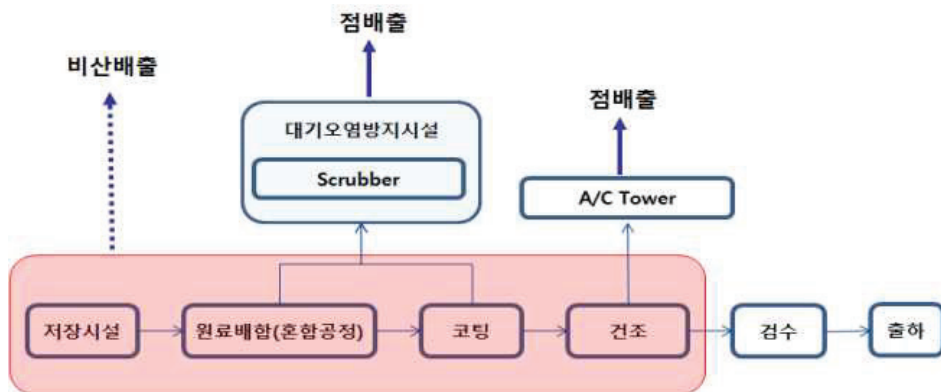 점배출
비산배출
점배출
대기오염방지시설
Scrubber
A/C Tower
저장시설
원료배합(혼합공정)
코팅
건조
검수
출하